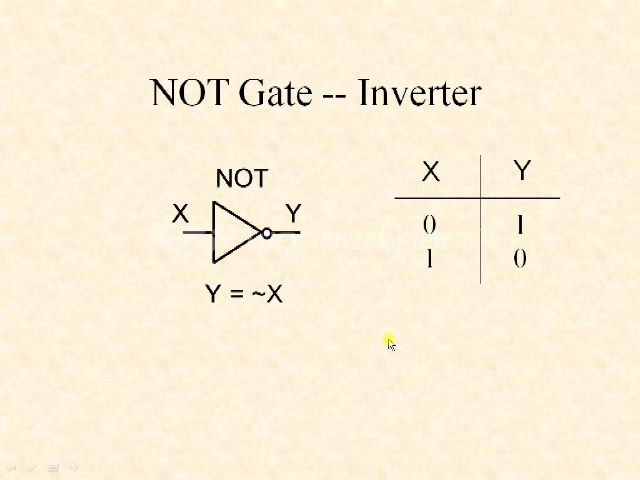 NOT Gate -- Inverter
NOT
X Y
Y = ~X
X Y
0 1
1 0